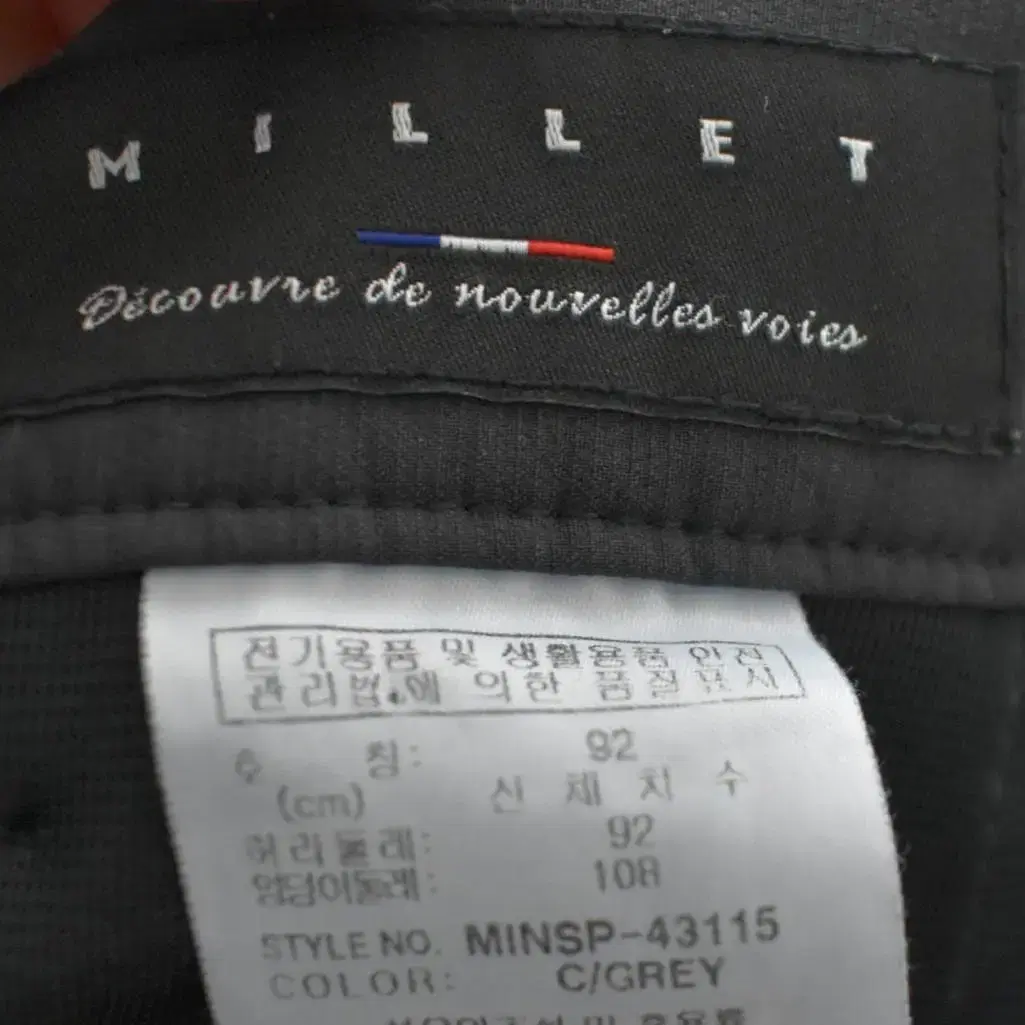 MILLET
Découvre de nouvelles voies
전기용품 및 생활용품 안전
관리법.에 의한 품질표시
호 칭: 92
(cm) 신 체 치 수
허리둘레: 92
엉덩이둘레: 108
STYLE NO. MINSP-43115
COLOR: C/GREY